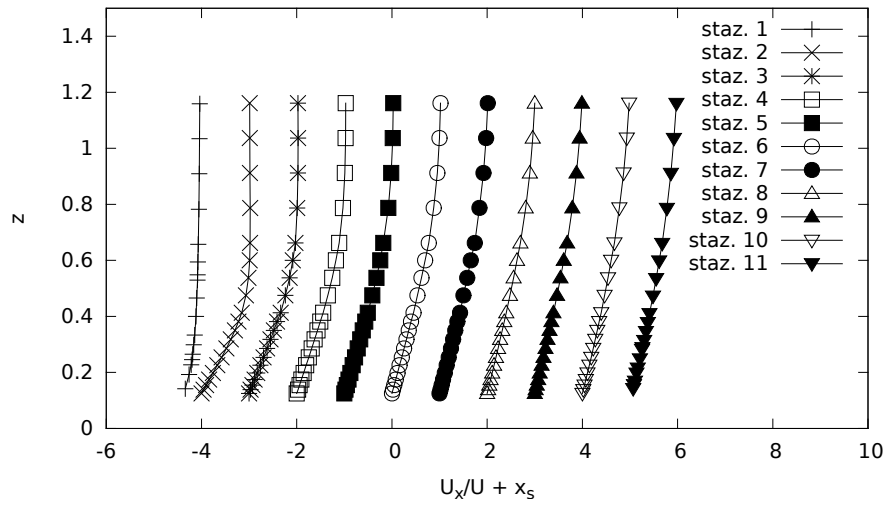 1.4
1.2
1
0.8
0.6
0.4
0.2
0
z
-6
-4
-2
0
2
4
6
8
10
U_x/U + x_s
staz. 1
staz. 2
staz. 3
staz. 4
staz. 5
staz. 6
staz. 7
staz. 8
staz. 9
staz. 10
staz. 11